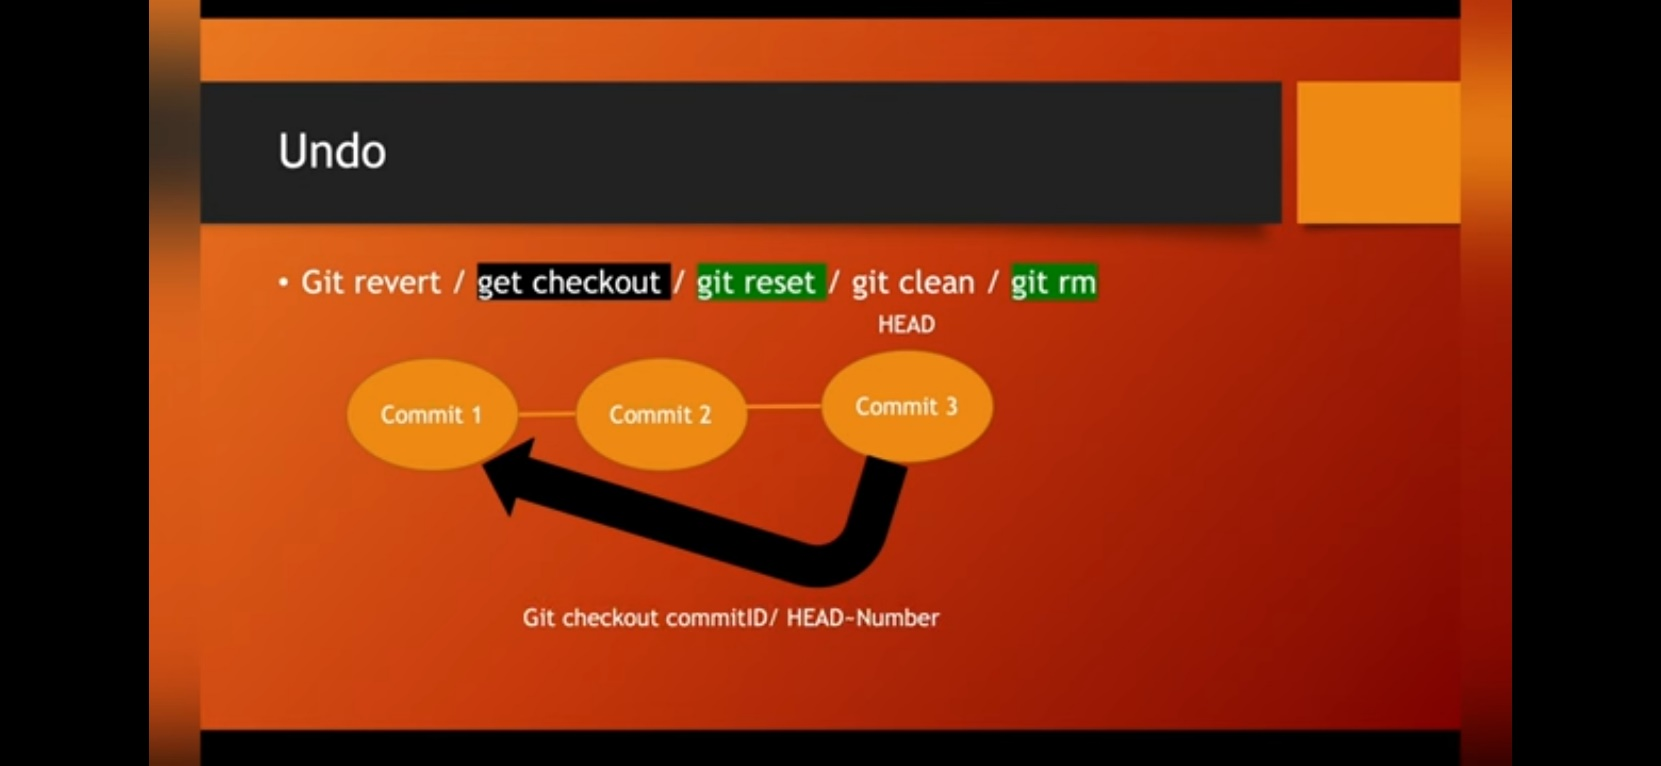 Undo
• Git revert / get checkout / git reset / git clean / git rm
HEAD
Commit 1
Commit 2
Commit 3
Git checkout commitID/ HEAD~Number